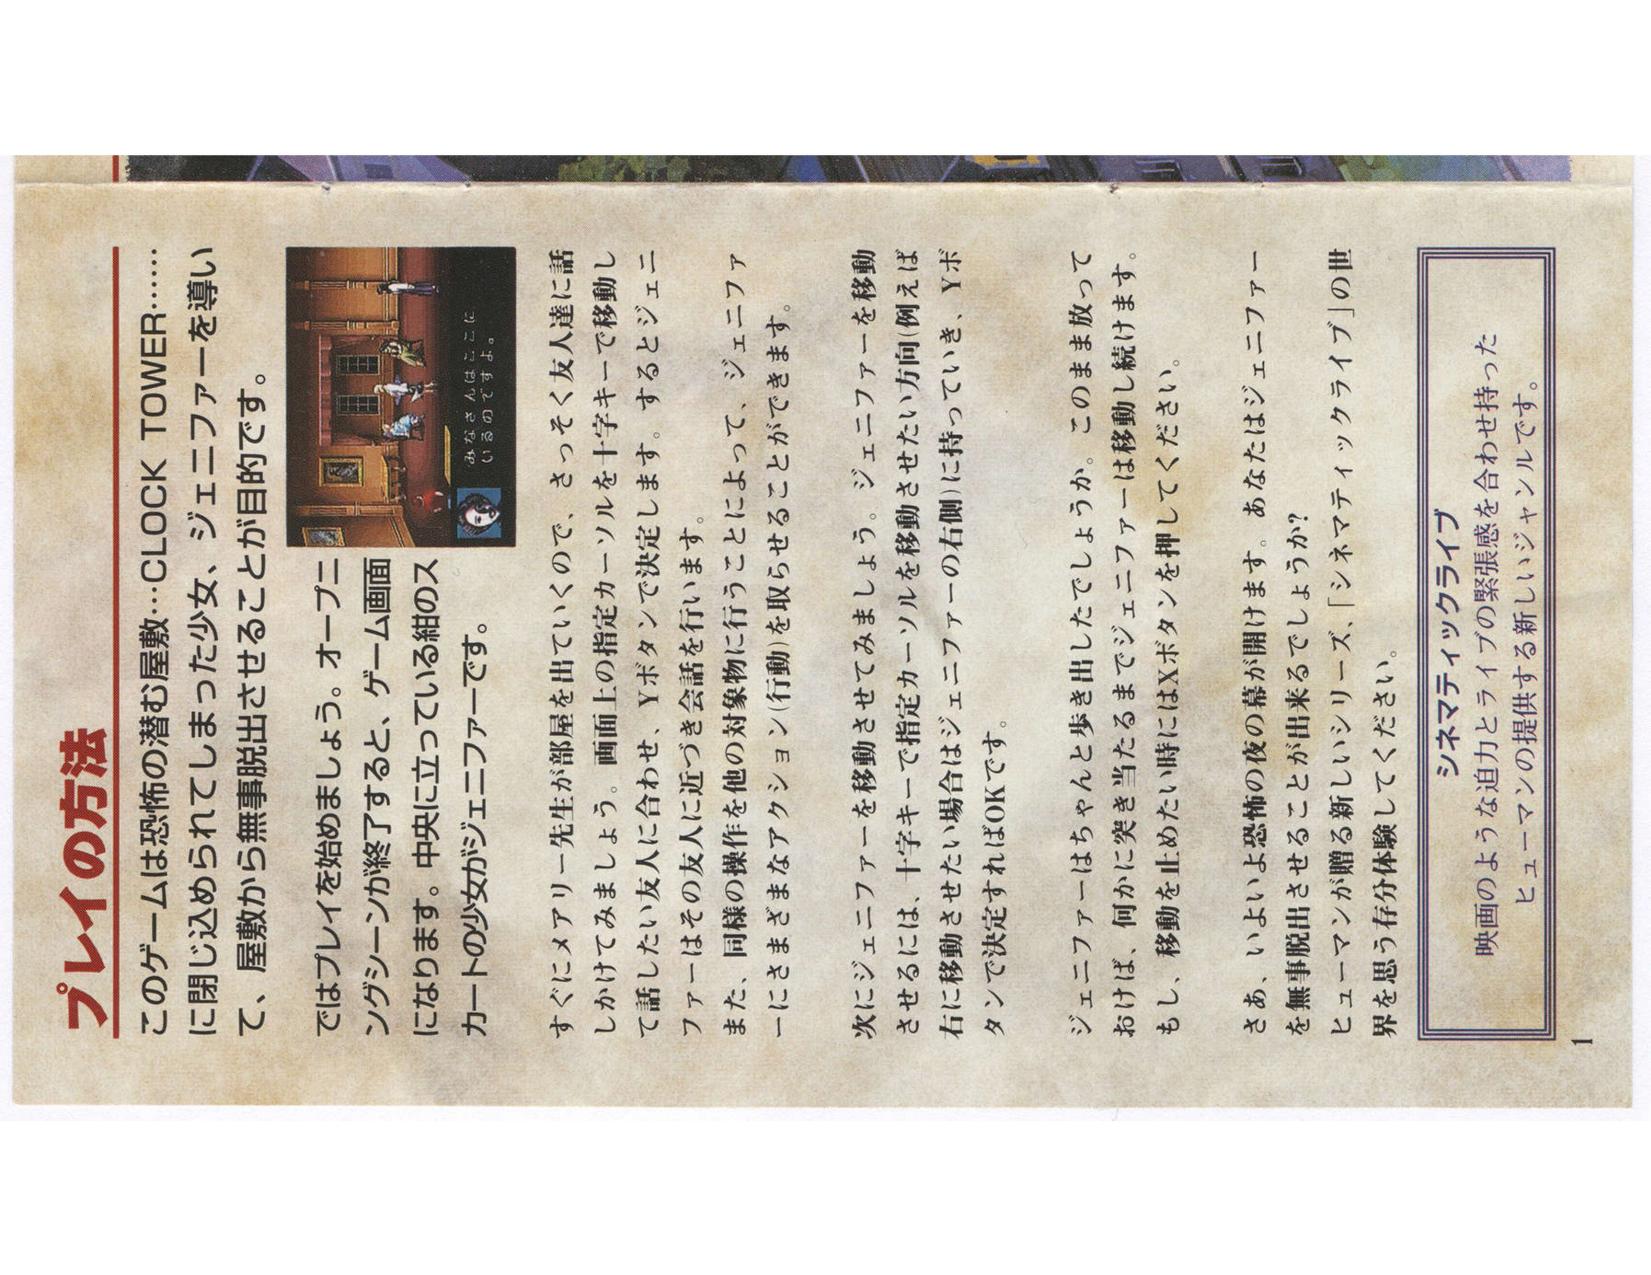 プレイの方法
このゲームは恐怖の潜む屋敷…CLOCK TOWER……
に閉じ込められてしまった少女、ジェニファーを導い
て、屋敷から無事脱出させることが目的です。
ではプレイを始めましょう。オープニ
ングシーンが終了すると、ゲーム画面
になります。中央に立っている紺のス
カートの少女がジェニファーです。
みなさんはここに
いるのですよ。
すぐにメアリー先生が部屋を出ていくので、さっそく友人達に話
しかけてみましょう。画面上の指定カーソルを十字キーで移動し
て話したい友人に合わせ、Yボタンで決定します。するとジェニ
ファーはその友人に近づき会話を行います。
また、同様の操作を他の対象物に行うことによって、ジェニファ
ーにさまざまなアクション(行動)を取らせることができます。
次にジェニファーを移動させてみましょう。ジェニファーを移動
させるには、十字キーで指定カーソルを移動させたい方向(例えば
右に移動させたい場合はジェニファーの右側)に持っていき、Yボ
タンで決定すればOKです。
ジェニファーはちゃんと歩き出したでしょうか。このまま放って
おけば、何かに突き当たるまでジェニファーは移動し続けます。
もし、移動を止めたい時にはXボタンを押してください。
さあ、いよいよ恐怖の夜の幕が開けます。あなたはジェニファー
を無事脱出させることが出来るでしょうか?
ヒューマンが贈る新しいシリーズ、「シネマティックライブ」の世
界を思う存分体験してください。
シネマティックライブ
映画のような迫力とライブの緊張感を合わせ持った
ヒューマンの提供する新しいジャンルです。
1